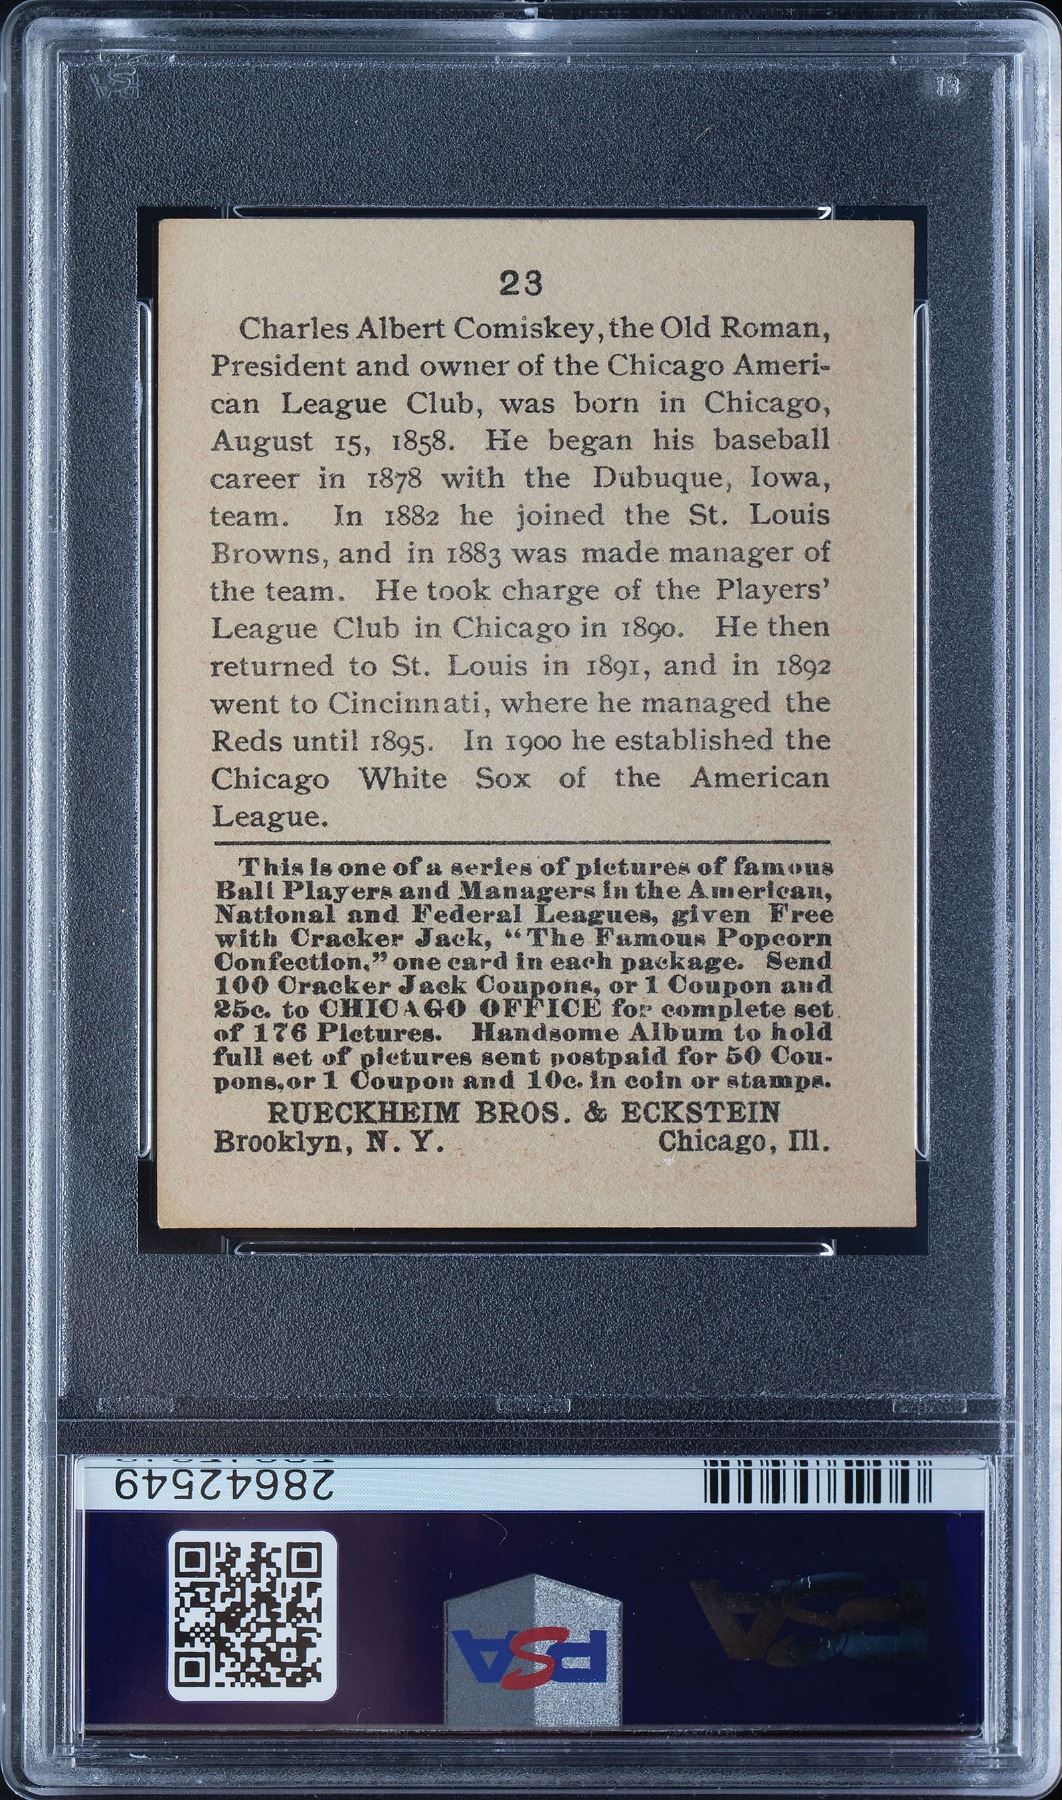 23
Charles Albert Comiskey, the Old Roman,
President and owner of the Chicago Ameri-
can League Club, was born in Chicago,
August 15, 1858. He began his baseball
career in 1878 with the Dubuque, Iowa,
team. In 1882 he joined the St. Louis
Browns, and in 1883 was made manager of
the team. He took charge of the Players'
League Club in Chicago in 1890. He then
returned to St. Louis in 1891, and in 1892
went to Cincinnati, where he managed the
Reds until 1895. In 1900 he established the
Chicago White Sox of the American
League.
This is one of a series of pictures of famous
Ball Players and Managers in the American,
National and Federal Leagues, given Free
with Cracker Jack, "The Famous Popcorn
Confection," one card in each package. Send
100 Cracker Jack Coupons, or 1 Coupon and
25c. to CHICAGO OFFICE for complete set
of 176 Pictures. Handsome Album to hold
full set of pictures sent postpaid for 50 Cou-
pons, or 1 Coupon and 10c. in coin or stamps.
RUECKHEIM BROS. & ECKSTEIN
Brooklyn, N. Y. Chicago, Ill.
28642549
PSA
PSA